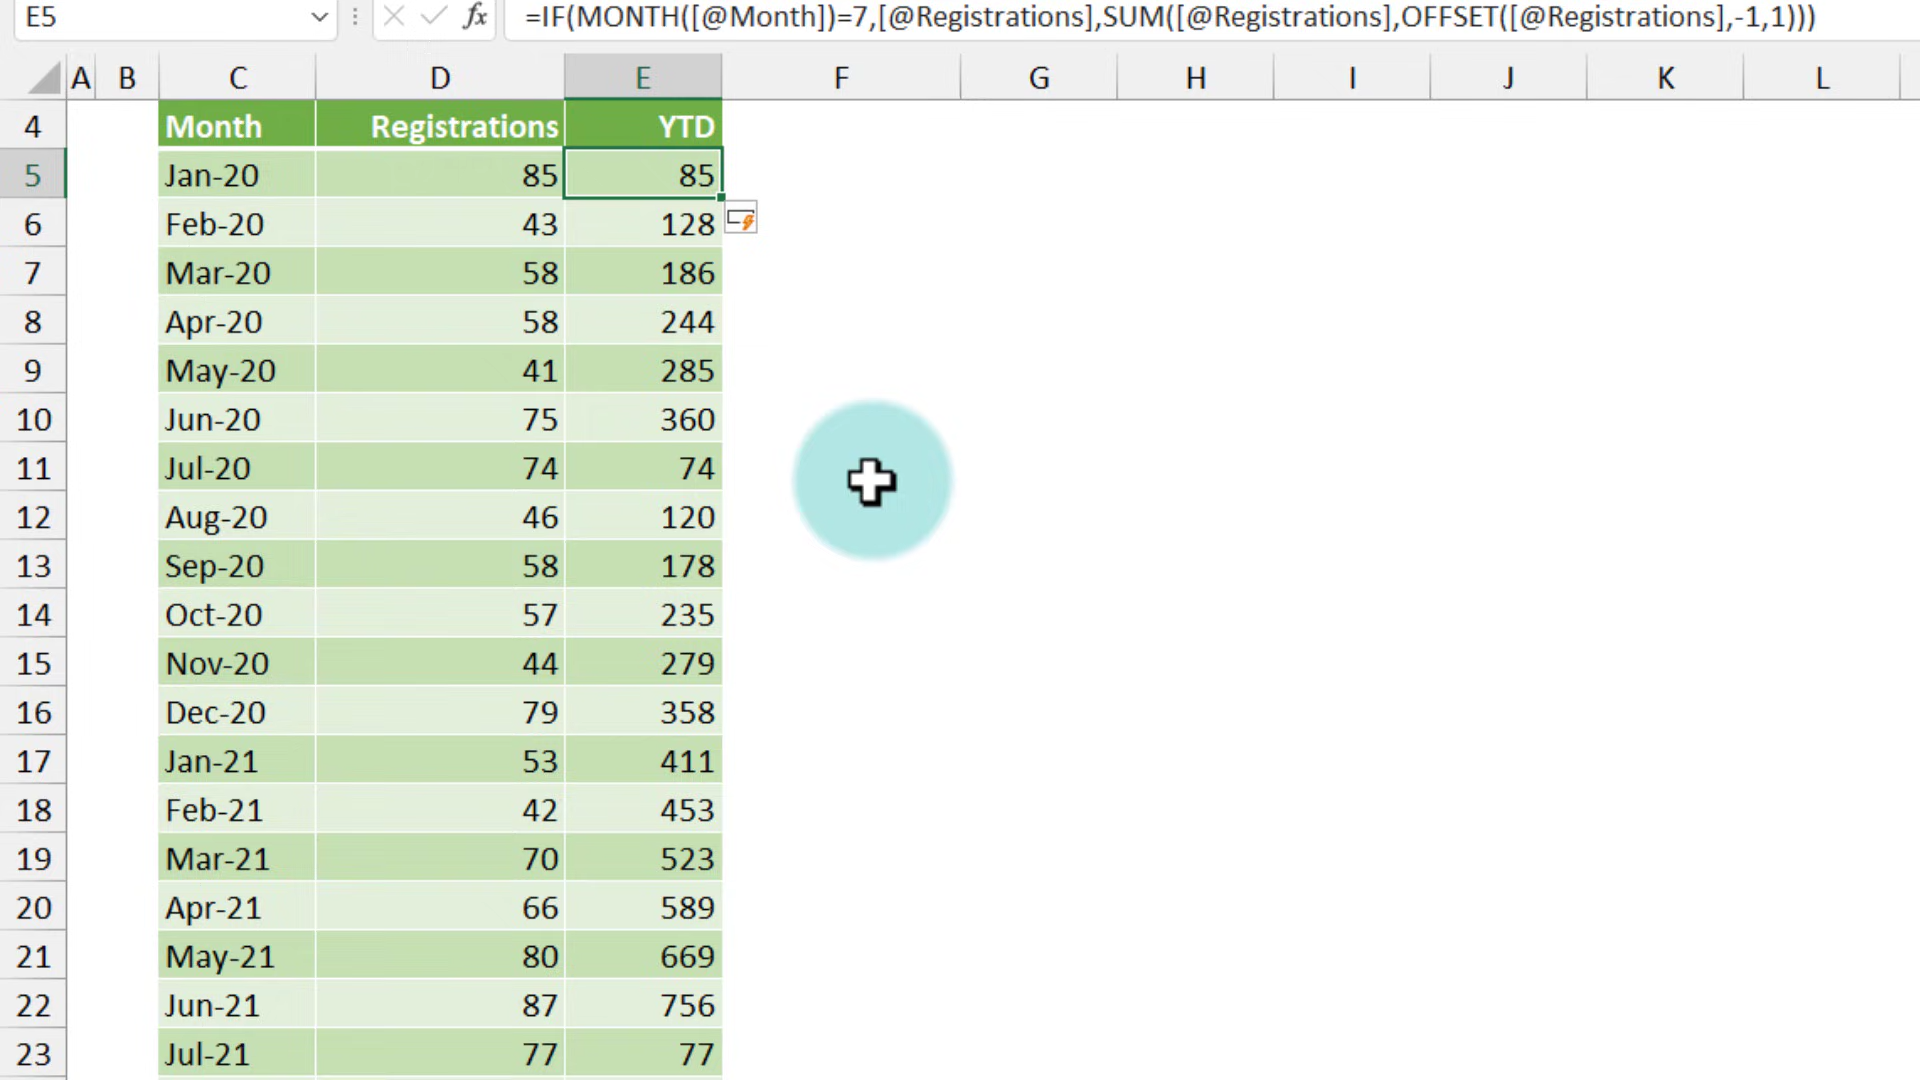 E5 fx =IF(MONTH([@Month])=7,[@Registrations],SUM([@Registrations],OFFSET([@Registrations],-1,1)))
A B C D E F G H I J K L
4 Month Registrations YTD
5 Jan-20 85 85
6 Feb-20 43 128
7 Mar-20 58 186
8 Apr-20 58 244
9 May-20 41 285
10 Jun-20 75 360
11 Jul-20 74 74
12 Aug-20 46 120
13 Sep-20 58 178
14 Oct-20 57 235
15 Nov-20 44 279
16 Dec-20 79 358
17 Jan-21 53 411
18 Feb-21 42 453
19 Mar-21 70 523
20 Apr-21 66 589
21 May-21 80 669
22 Jun-21 87 756
23 Jul-21 77 77